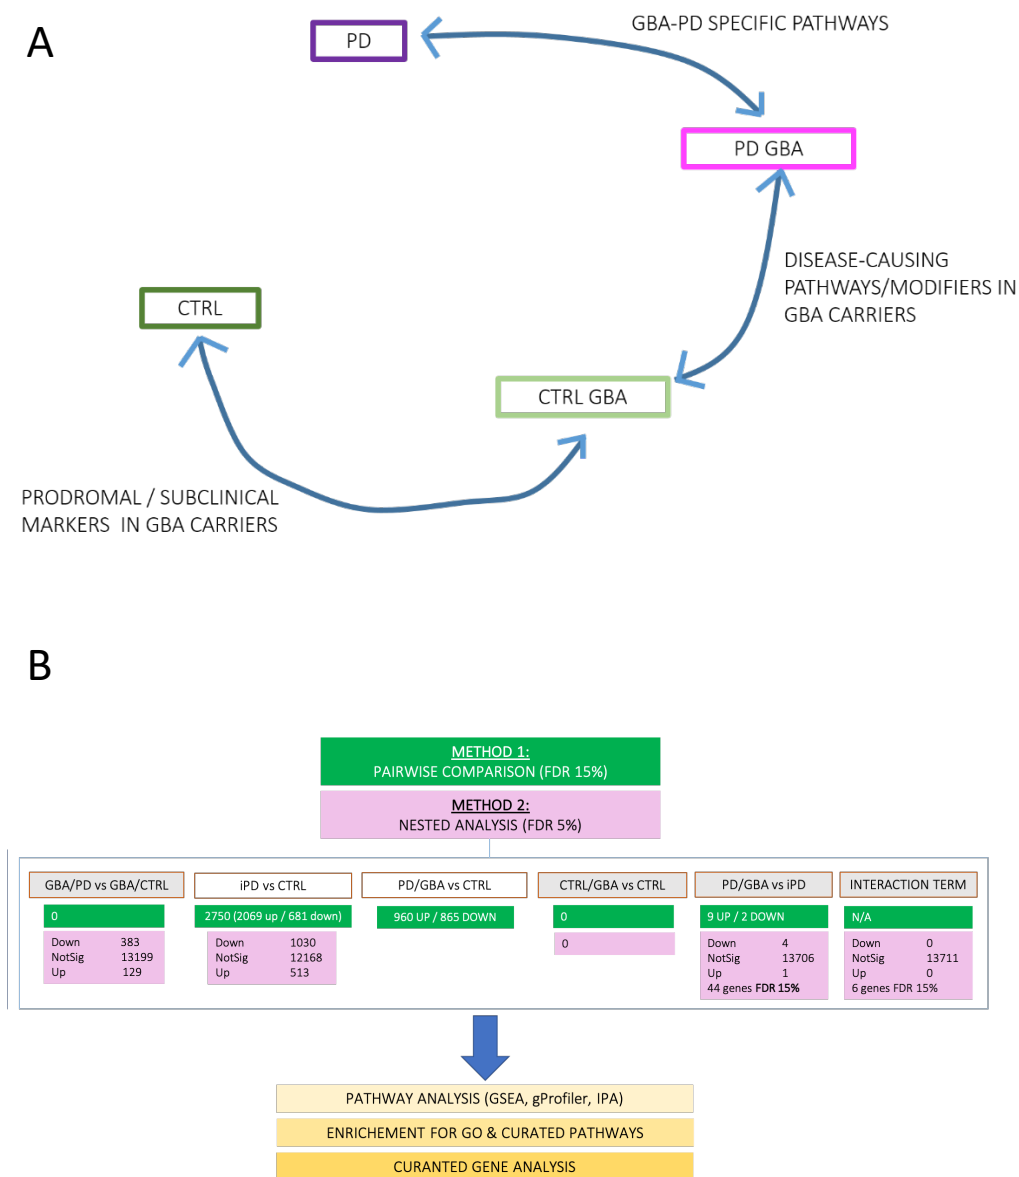 A
PD
GBA-PD SPECIFIC PATHWAYS
PD GBA
DISEASE-CAUSING
PATHWAYS/MODIFIERS IN
GBA CARRIERS
CTRL
CTRL GBA
PRODROMAL / SUBCLINICAL
MARKERS IN GBA CARRIERS
B
METHOD 1:
PAIRWISE COMPARISON (FDR 15%)
METHOD 2:
NESTED ANALYSIS (FDR 5%)
GBA/PD vs GBA/CTRL
0
Down 383
NotSig 13199
Up 129
iPD vs CTRL
2750 (2069 up / 681 down)
Down 1030
NotSig 12168
Up 513
PD/GBA vs CTRL
960 UP / 865 DOWN
CTRL/GBA vs CTRL
0
0
PD/GBA vs iPD
9 UP / 2 DOWN
Down 4
NotSig 13706
Up 1
44 genes FDR 15%
INTERACTION TERM
N/A
Down 0
NotSig 13711
Up 0
6 genes FDR 15%
PATHWAY ANALYSIS (GSEA, gProfiler, IPA)
ENRICHEMENT FOR GO & CURATED PATHWAYS
CURANTED GENE ANALYSIS